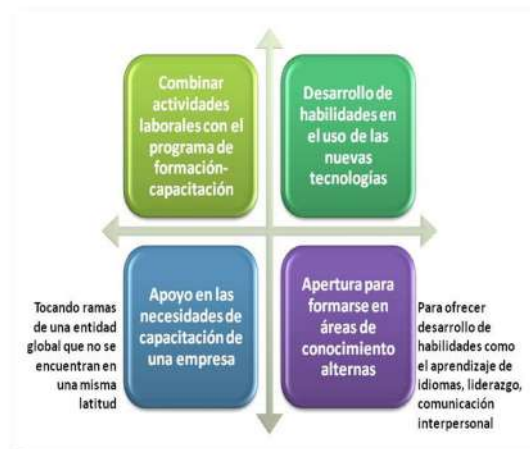 Combinar
actividades
laborales con el
programa de
formación-
capacitación
Desarrollo de
habilidades en
el uso de las
nuevas
tecnologías
Tocando ramas
de una entidad
global que no se
encuentran en
una misma
latitud
Apoyo en las
necesidades de
capacitación de
una empresa
Apertura para
formarse en
áreas de
conocimiento
alternas
Para ofrecer
desarrollo de
habilidades como
el aprendizaje de
idiomas, liderazgo,
comunicación
interpersonal